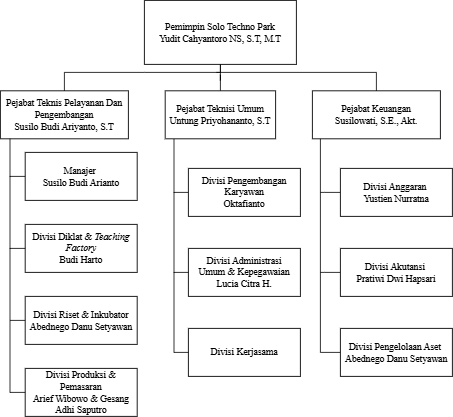 Pemimpin Solo Techno Park
Yudit Cahyantoro NS, S.T, M.T
Pejabat Teknis Pelayanan Dan
Pengembangan
Susilo Budi Ariyanto, S.T
Pejabat Teknisi Umum
Untung Priyohananto, S.T
Pejabat Keuangan
Susilowati, S.E., Akt.
Manajer
Susilo Budi Arianto
Divisi Diklat & Teaching
Factory
Budi Harto
Divisi Riset & Inkubator
Abednego Danu Setyawan
Divisi Produksi &
Pemasaran
Arief Wibowo & Gesang
Adhi Saputro
Divisi Pengembangan
Karyawan
Oktafianto
Divisi Administrasi
Umum & Kepegawaian
Lucia Citra H.
Divisi Kerjasama
Divisi Anggaran
Yustien Nurratna
Divisi Akutansi
Pratiwi Dwi Hapsari
Divisi Pengelolaan Aset
Abednego Danu Setyawan